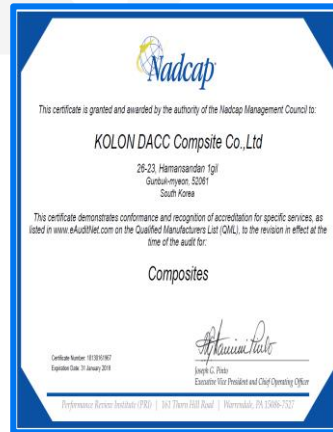 Nadcap
This certificate is granted and awarded by the authority of the Nadcap Management Council to:
KOLON DACC Compsite Co.,Ltd
26-23, Hamansandan 1gil
Gunbuk-myeon, 52061
South Korea
This certificate demonstrates conformance and recognition of accreditation for specific services, as
listed in www.eAuditNet.com on the Qualified Manufacturers List (QML), to the revision in effect at the
time of the audit for:
Composites
Certificate Number: 10130161967
Expiration Date: 31 January 2018
Joseph G. Pinto
Executive Vice President and Chief Operating Officer
Performance Review Institute (PRI) | 161 Thorn Hill Road | Warrendale, PA 15086-7527